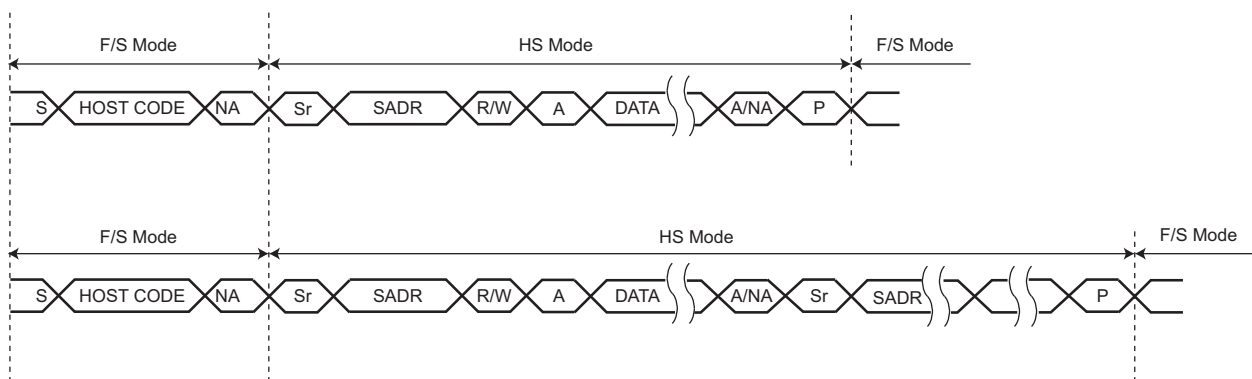 F/S Mode HS Mode F/S Mode
S HOST CODE NA Sr SADR R/W A DATA A/NA P
F/S Mode HS Mode F/S Mode
S HOST CODE NA Sr SADR R/W A DATA A/NA Sr SADR P